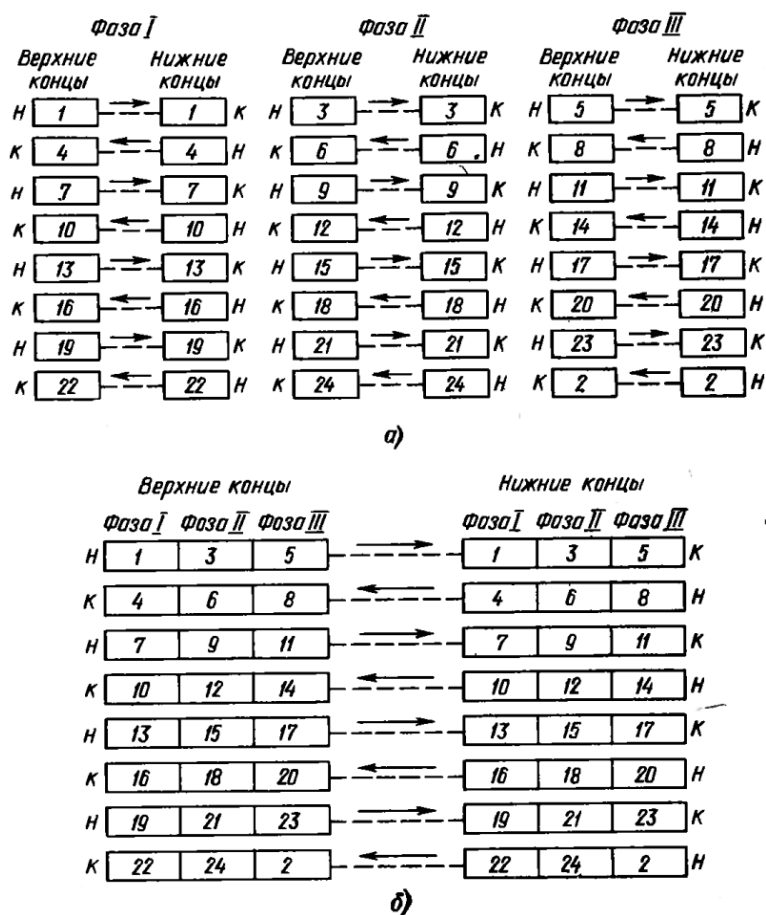 Фаза I Фаза II Фаза III
Верхние концы Нижние концы Верхние концы Нижние концы Верхние концы Нижние концы
Н 1 1 К Н 3 3 К Н 5 5 К
К 4 4 Н К 6 6 Н К 8 8 Н
Н 7 7 К Н 9 9 К Н 11 11 К
К 10 10 Н К 12 12 Н К 14 14 Н
Н 13 13 К Н 15 15 К Н 17 17 К
К 16 16 Н К 18 18 Н К 20 20 Н
Н 19 19 К Н 21 21 К Н 23 23 К
К 22 22 Н К 24 24 Н К 2 2 Н
а)
Верхние концы Нижние концы
Фаза I Фаза II Фаза III Фаза I Фаза II Фаза III
Н 1 3 5 1 3 5 К
К 4 6 8 4 6 8 Н
Н 7 9 11 7 9 11 К
К 10 12 14 10 12 14 Н
Н 13 15 17 13 15 17 К
К 16 18 20 16 18 20 Н
Н 19 21 23 19 21 23 К
К 22 24 2 22 24 2 Н
б)